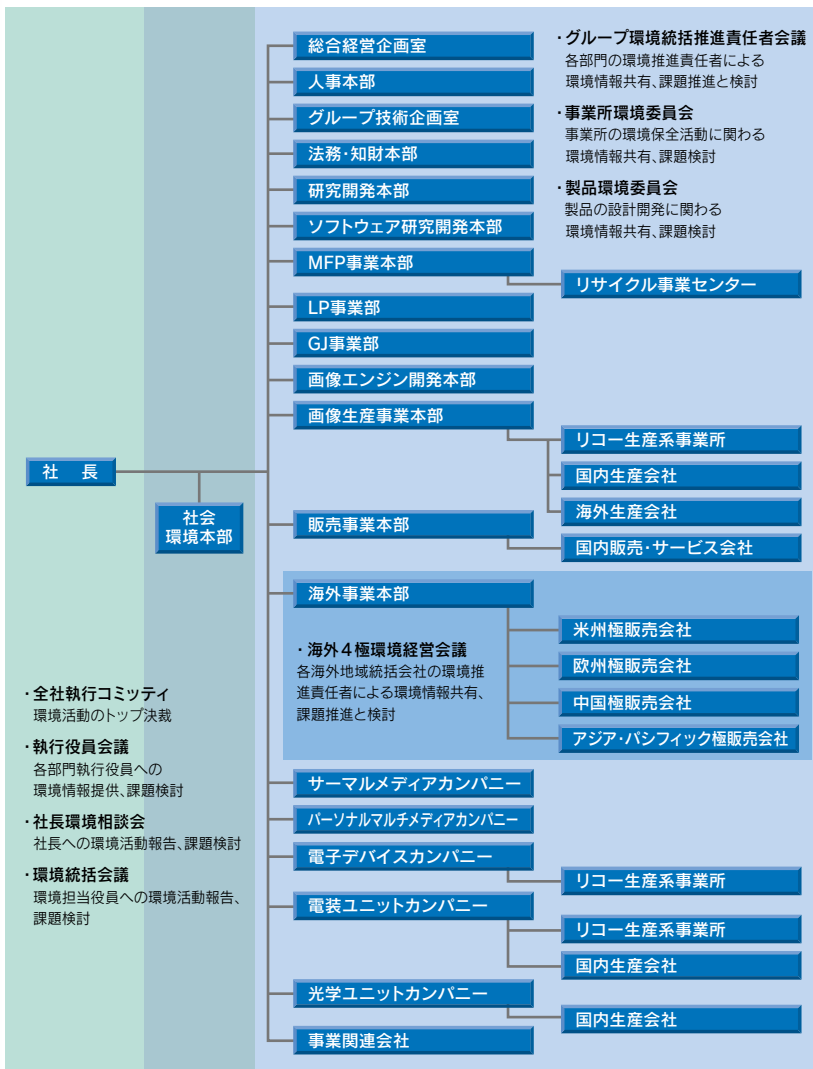 総合経営企画室
人事本部
グループ技術企画室
法務・知財本部
研究開発本部
ソフトウェア研究開発本部
MFP事業本部
リサイクル事業センター
LP事業部
GJ事業部
画像エンジン開発本部
画像生産事業本部
リコー生産系事業所
国内生産会社
海外生産会社
・グループ環境統括推進責任者会議
各部門の環境推進責任者による
環境情報共有、課題推進と検討
・事業所環境委員会
事業所の環境保全活動に関わる
環境情報共有、課題検討
・製品環境委員会
製品の設計開発に関わる
環境情報共有、課題検討
社 長
社会
環境本部
販売事業本部
国内販売・サービス会社
海外事業本部
・海外4極環境経営会議
各海外地域統括会社の環境推
進責任者による環境情報共有、
課題推進と検討
米州極販売会社
欧州極販売会社
中国極販売会社
アジア・パシフィック極販売会社
・全社執行コミッティ
環境活動のトップ決裁
・執行役員会議
各部門執行役員への
環境情報提供、課題検討
・社長環境相談会
社長への環境活動報告、課題検討
・環境統括会議
環境担当役員への環境活動報告、
課題検討
サーマルメディアカンパニー
パーソナルマルチメディアカンパニー
電子デバイスカンパニー
リコー生産系事業所
電装ユニットカンパニー
リコー生産系事業所
国内生産会社
光学ユニットカンパニー
国内生産会社
事業関連会社